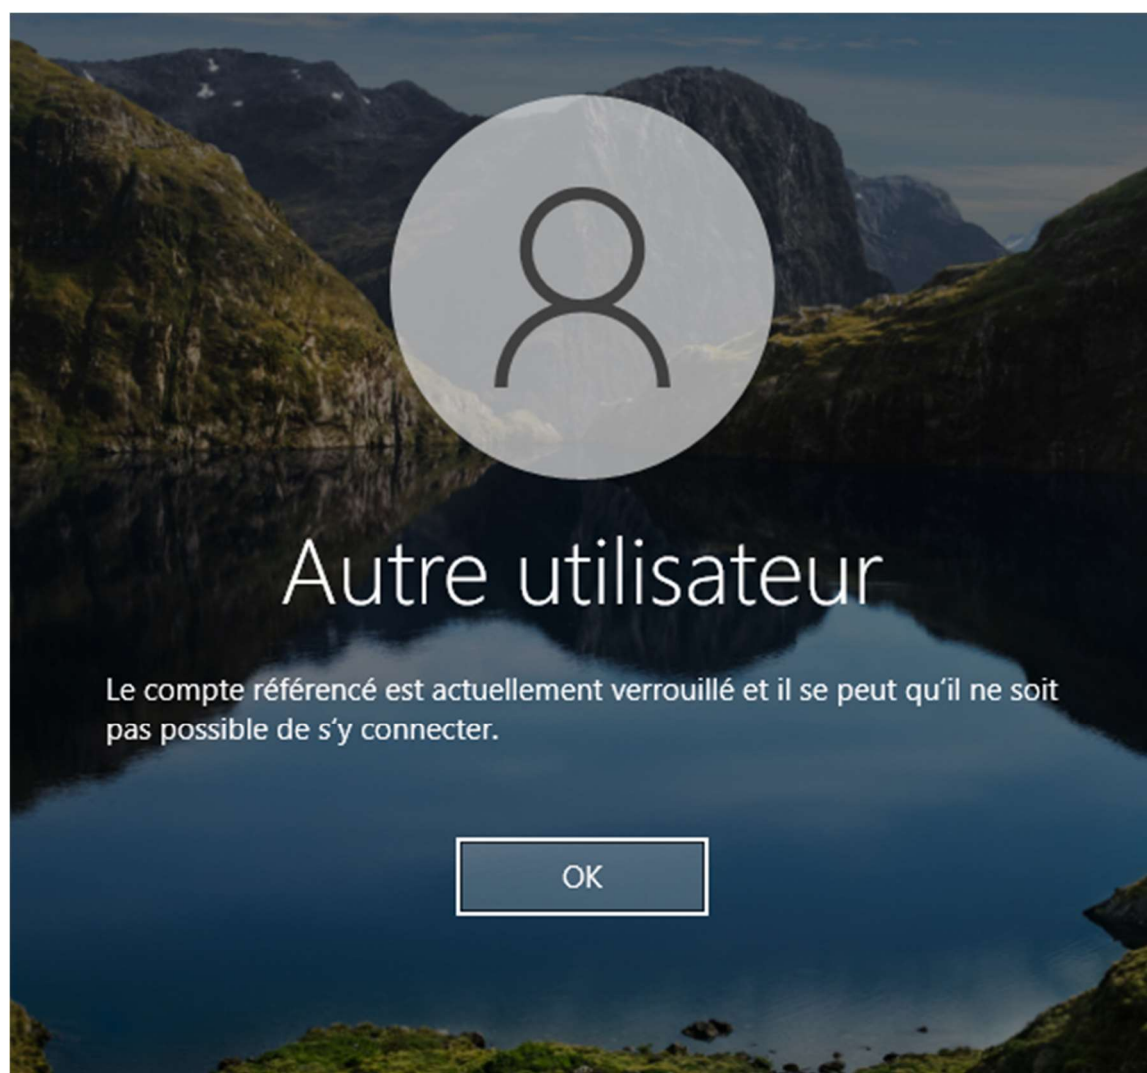 Autre utilisateur
Le compte référencé est actuellement verrouillé et il se peut qu'il ne soit
pas possible de s'y connecter.
OK